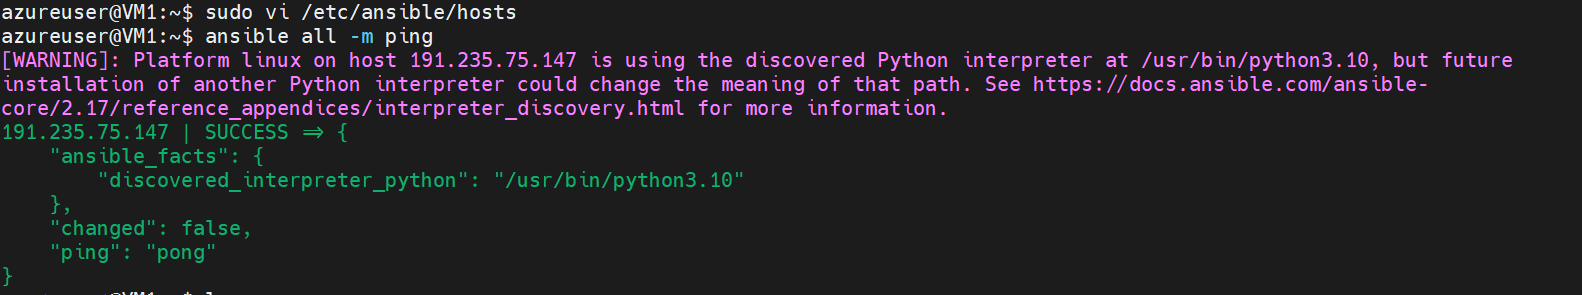 azureuser@VM1:~$ sudo vi /etc/ansible/hosts
azureuser@VM1:~$ ansible all -m ping
[WARNING]: Platform linux on host 191.235.75.147 is using the discovered Python interpreter at /usr/bin/python3.10, but future
installation of another Python interpreter could change the meaning of that path. See https://docs.ansible.com/ansible-
core/2.17/reference_appendices/interpreter_discovery.html for more information.
191.235.75.147 | SUCCESS => {
    "ansible_facts": {
        "discovered_interpreter_python": "/usr/bin/python3.10"
    },
    "changed": false,
    "ping": "pong"
}